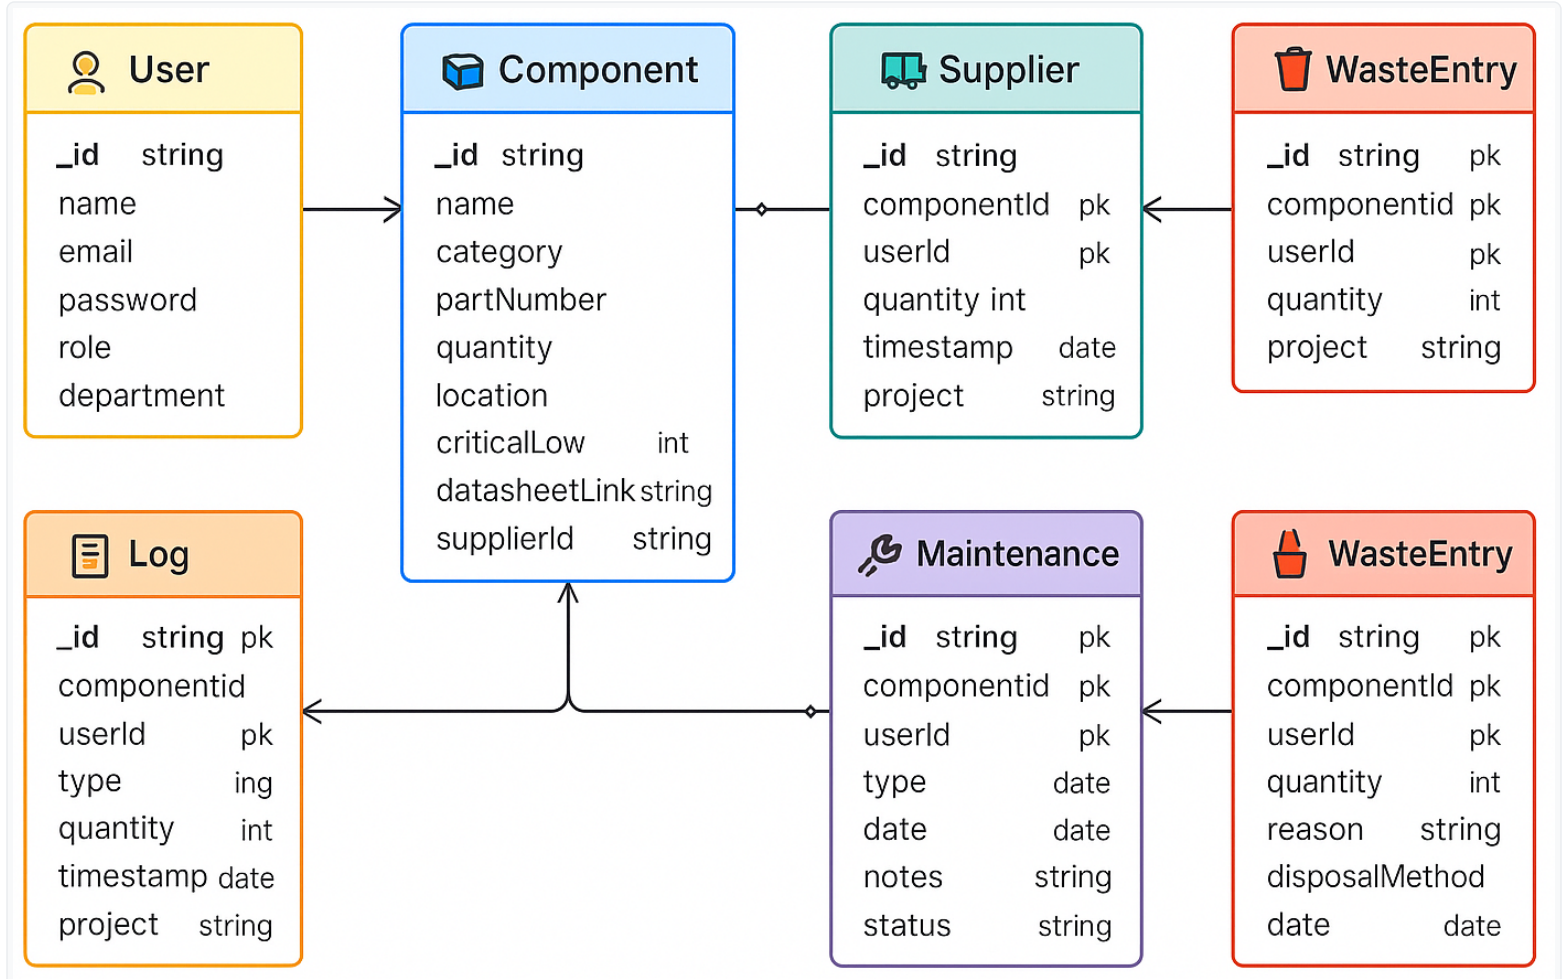 User
_id string
name
email
password
role
department
Component
_id string
name
category
partNumber
quantity
location
criticalLow int
datasheetLink string
supplierId string
Supplier
_id string
componentId pk
userId pk
quantity int
timestamp date
project string
WasteEntry
_id string pk
componentid pk
userId pk
quantity int
project string
Log
_id string pk
componentid
userId pk
type ing
quantity int
timestamp date
project string
Maintenance
_id string pk
componentid pk
userId pk
type date
date date
notes string
status string
WasteEntry
_id string pk
componentId pk
userId pk
quantity int
reason string
disposalMethod
date date